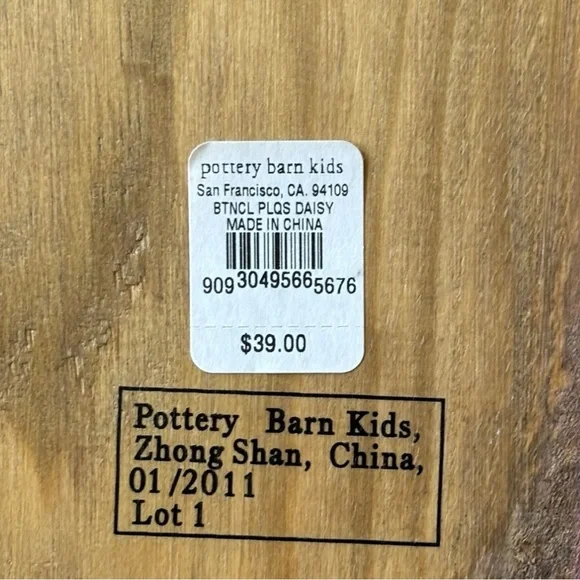 pottery barn kids
San Francisco, CA. 94109
BTNCL PLQS DAISY
MADE IN CHINA
909 3049566 5676
$39.00
Pottery Barn Kids,
Zhong Shan, China,
01/2011
Lot 1